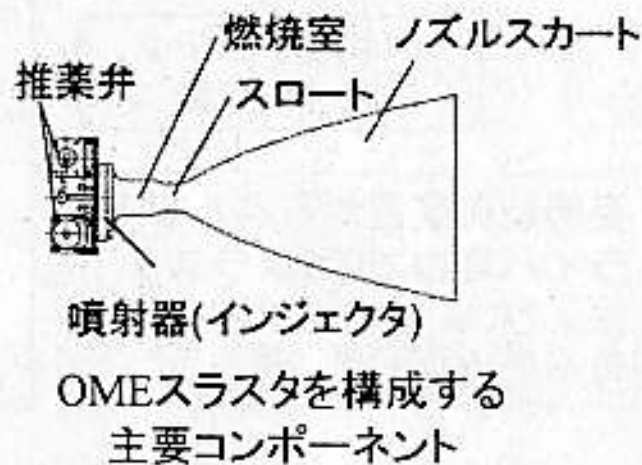 燃焼室
ノズルスカート
推薬弁
スロート
噴射器(インジェクタ)
OMEスラスタを構成する
主要コンポーネント